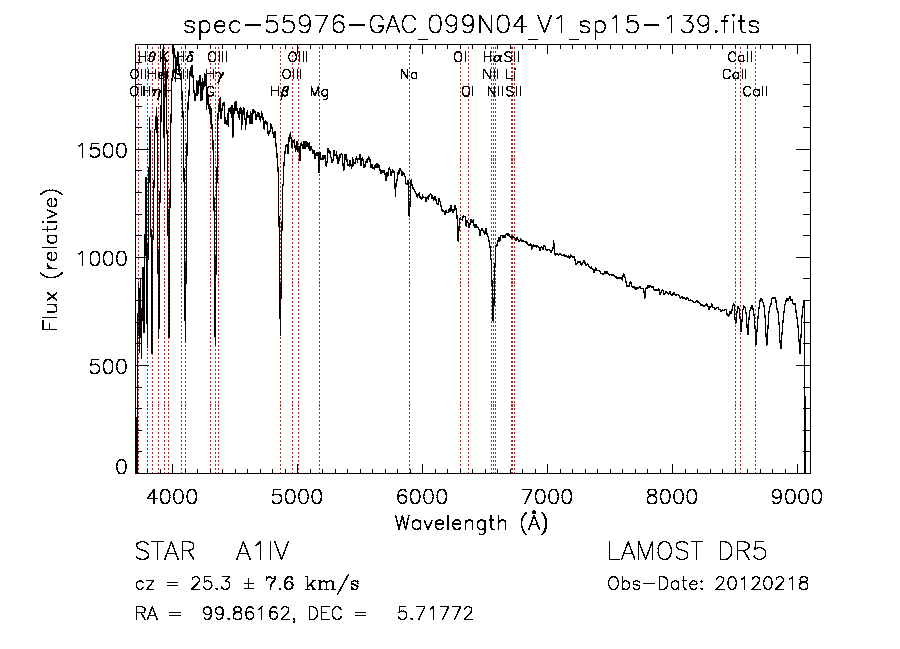 spec-55976-GAC_099N04_V1_sp15-139.fits
Hθ K Hδ OIII OIII OI Hα SII CaII
OIII Hγ OIII Na NII Li CaII
OII Hη G Hβ Mg OI NII SII CaII
1500
1000
500
0
Flux (relative)
4000 5000 6000 7000 8000 9000
Wavelength (Å)
STAR A1IV LAMOST DR5
cz = 25.3 ± 7.6 km/s Obs-Date: 20120218
RA = 99.86162, DEC = 5.71772